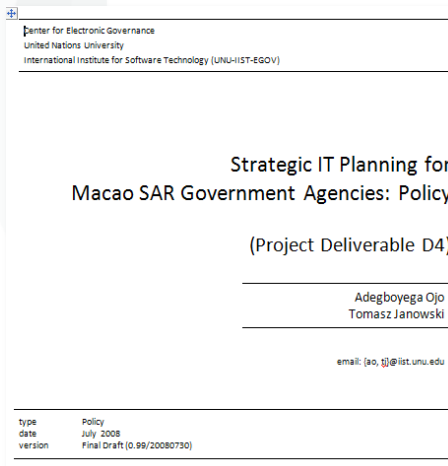 Center for Electronic Governance
United Nations University
International Institute for Software Technology (UNU-IIST-EGOV)
Strategic IT Planning for
Macao SAR Government Agencies: Policy
(Project Deliverable D4)
Adegboyega Ojo
Tomasz Janowski
email: {ao, tj}@iist.unu.edu
type Policy
date July 2008
version Final Draft (0.99/20080730)